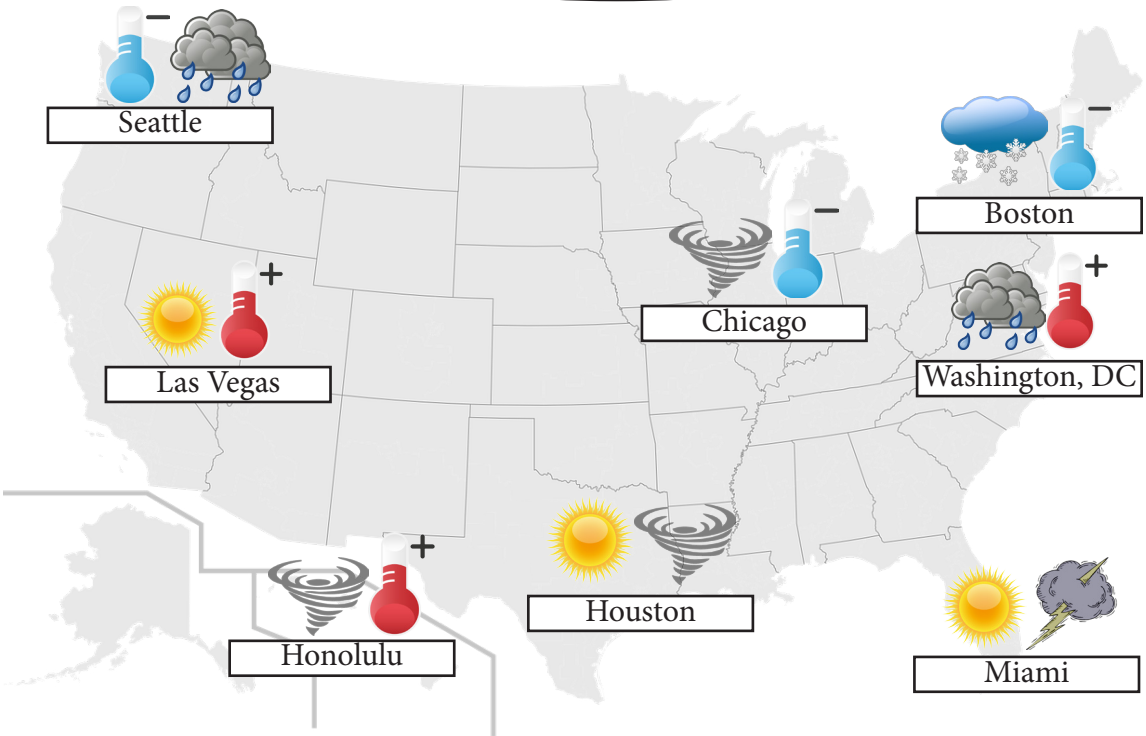 Seattle
Boston
Chicago
Las Vegas
Washington, DC
Houston
Honolulu
Miami